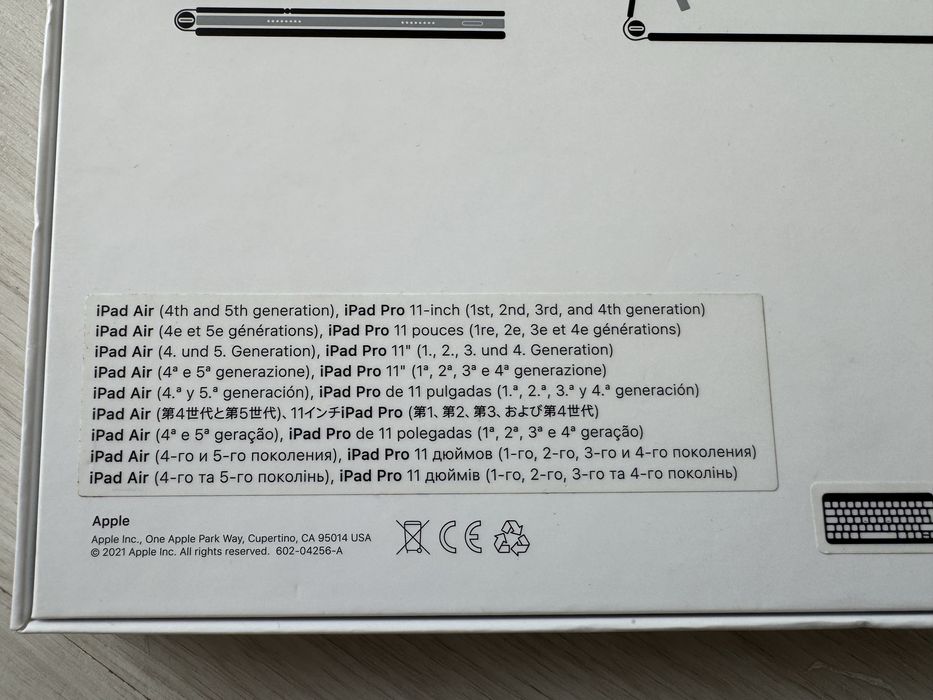 iPad Air (4th and 5th generation), iPad Pro 11-inch (1st, 2nd, 3rd, and 4th generation)
iPad Air (4e et 5e générations), iPad Pro 11 pouces (1re, 2e, 3e et 4e générations)
iPad Air (4. und 5. Generation), iPad Pro 11" (1., 2., 3. und 4. Generation)
iPad Air (4ª e 5ª generazione), iPad Pro 11" (1ª, 2ª, 3ª e 4ª generazione)
iPad Air (4.ª y 5.ª generación), iPad Pro de 11 pulgadas (1.ª, 2.ª, 3.ª y 4.ª generación)
iPad Air (第4世代と第5世代)、11インチiPad Pro (第1、第2、第3、および第4世代)
iPad Air (4ª e 5ª geração), iPad Pro de 11 polegadas (1ª, 2ª, 3ª e 4ª geração)
iPad Air (4-го и 5-го поколения), iPad Pro 11 дюймов (1-го, 2-го, 3-го и 4-го поколения)
iPad Air (4-го та 5-го поколінь), iPad Pro 11 дюймів (1-го, 2-го, 3-го та 4-го поколінь)
Apple
Apple Inc., One Apple Park Way, Cupertino, CA 95014 USA
© 2021 Apple Inc. All rights reserved. 602-04256-A
CE